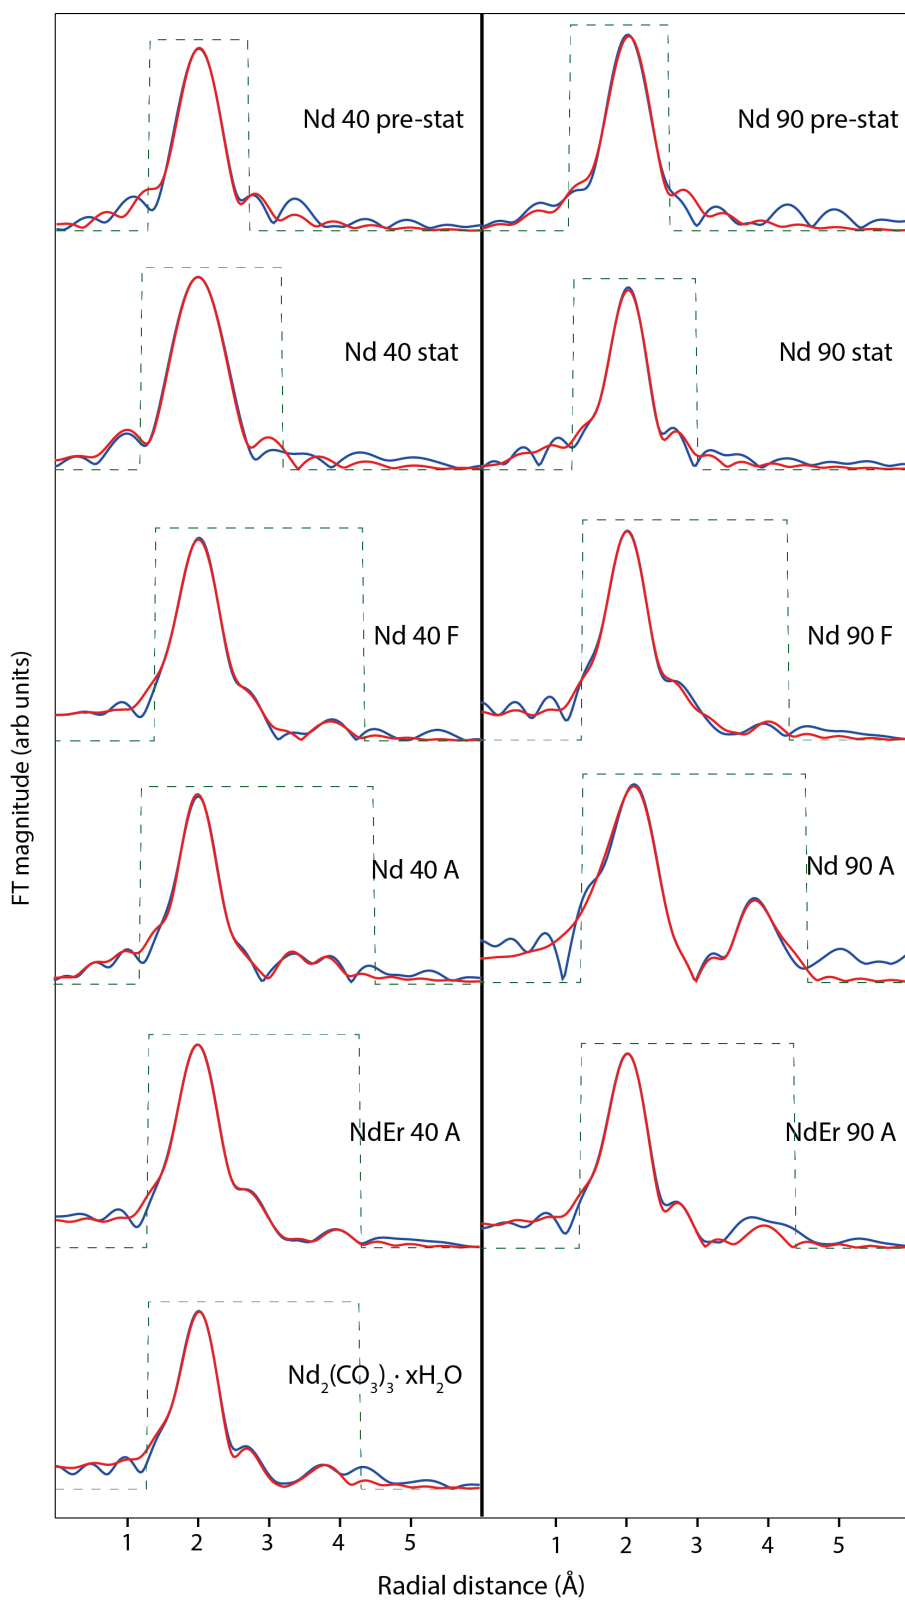 Nd 40 pre-stat
Nd 90 pre-stat
Nd 40 stat
Nd 90 stat
Nd 40 F
Nd 90 F
FT magnitude (arb units)
Nd 40 A
Nd 90 A
NdEr 40 A
NdEr 90 A
Nd₂(CO₃)₃· xH₂O
1 2 3 4 5 1 2 3 4 5
Radial distance (Å)